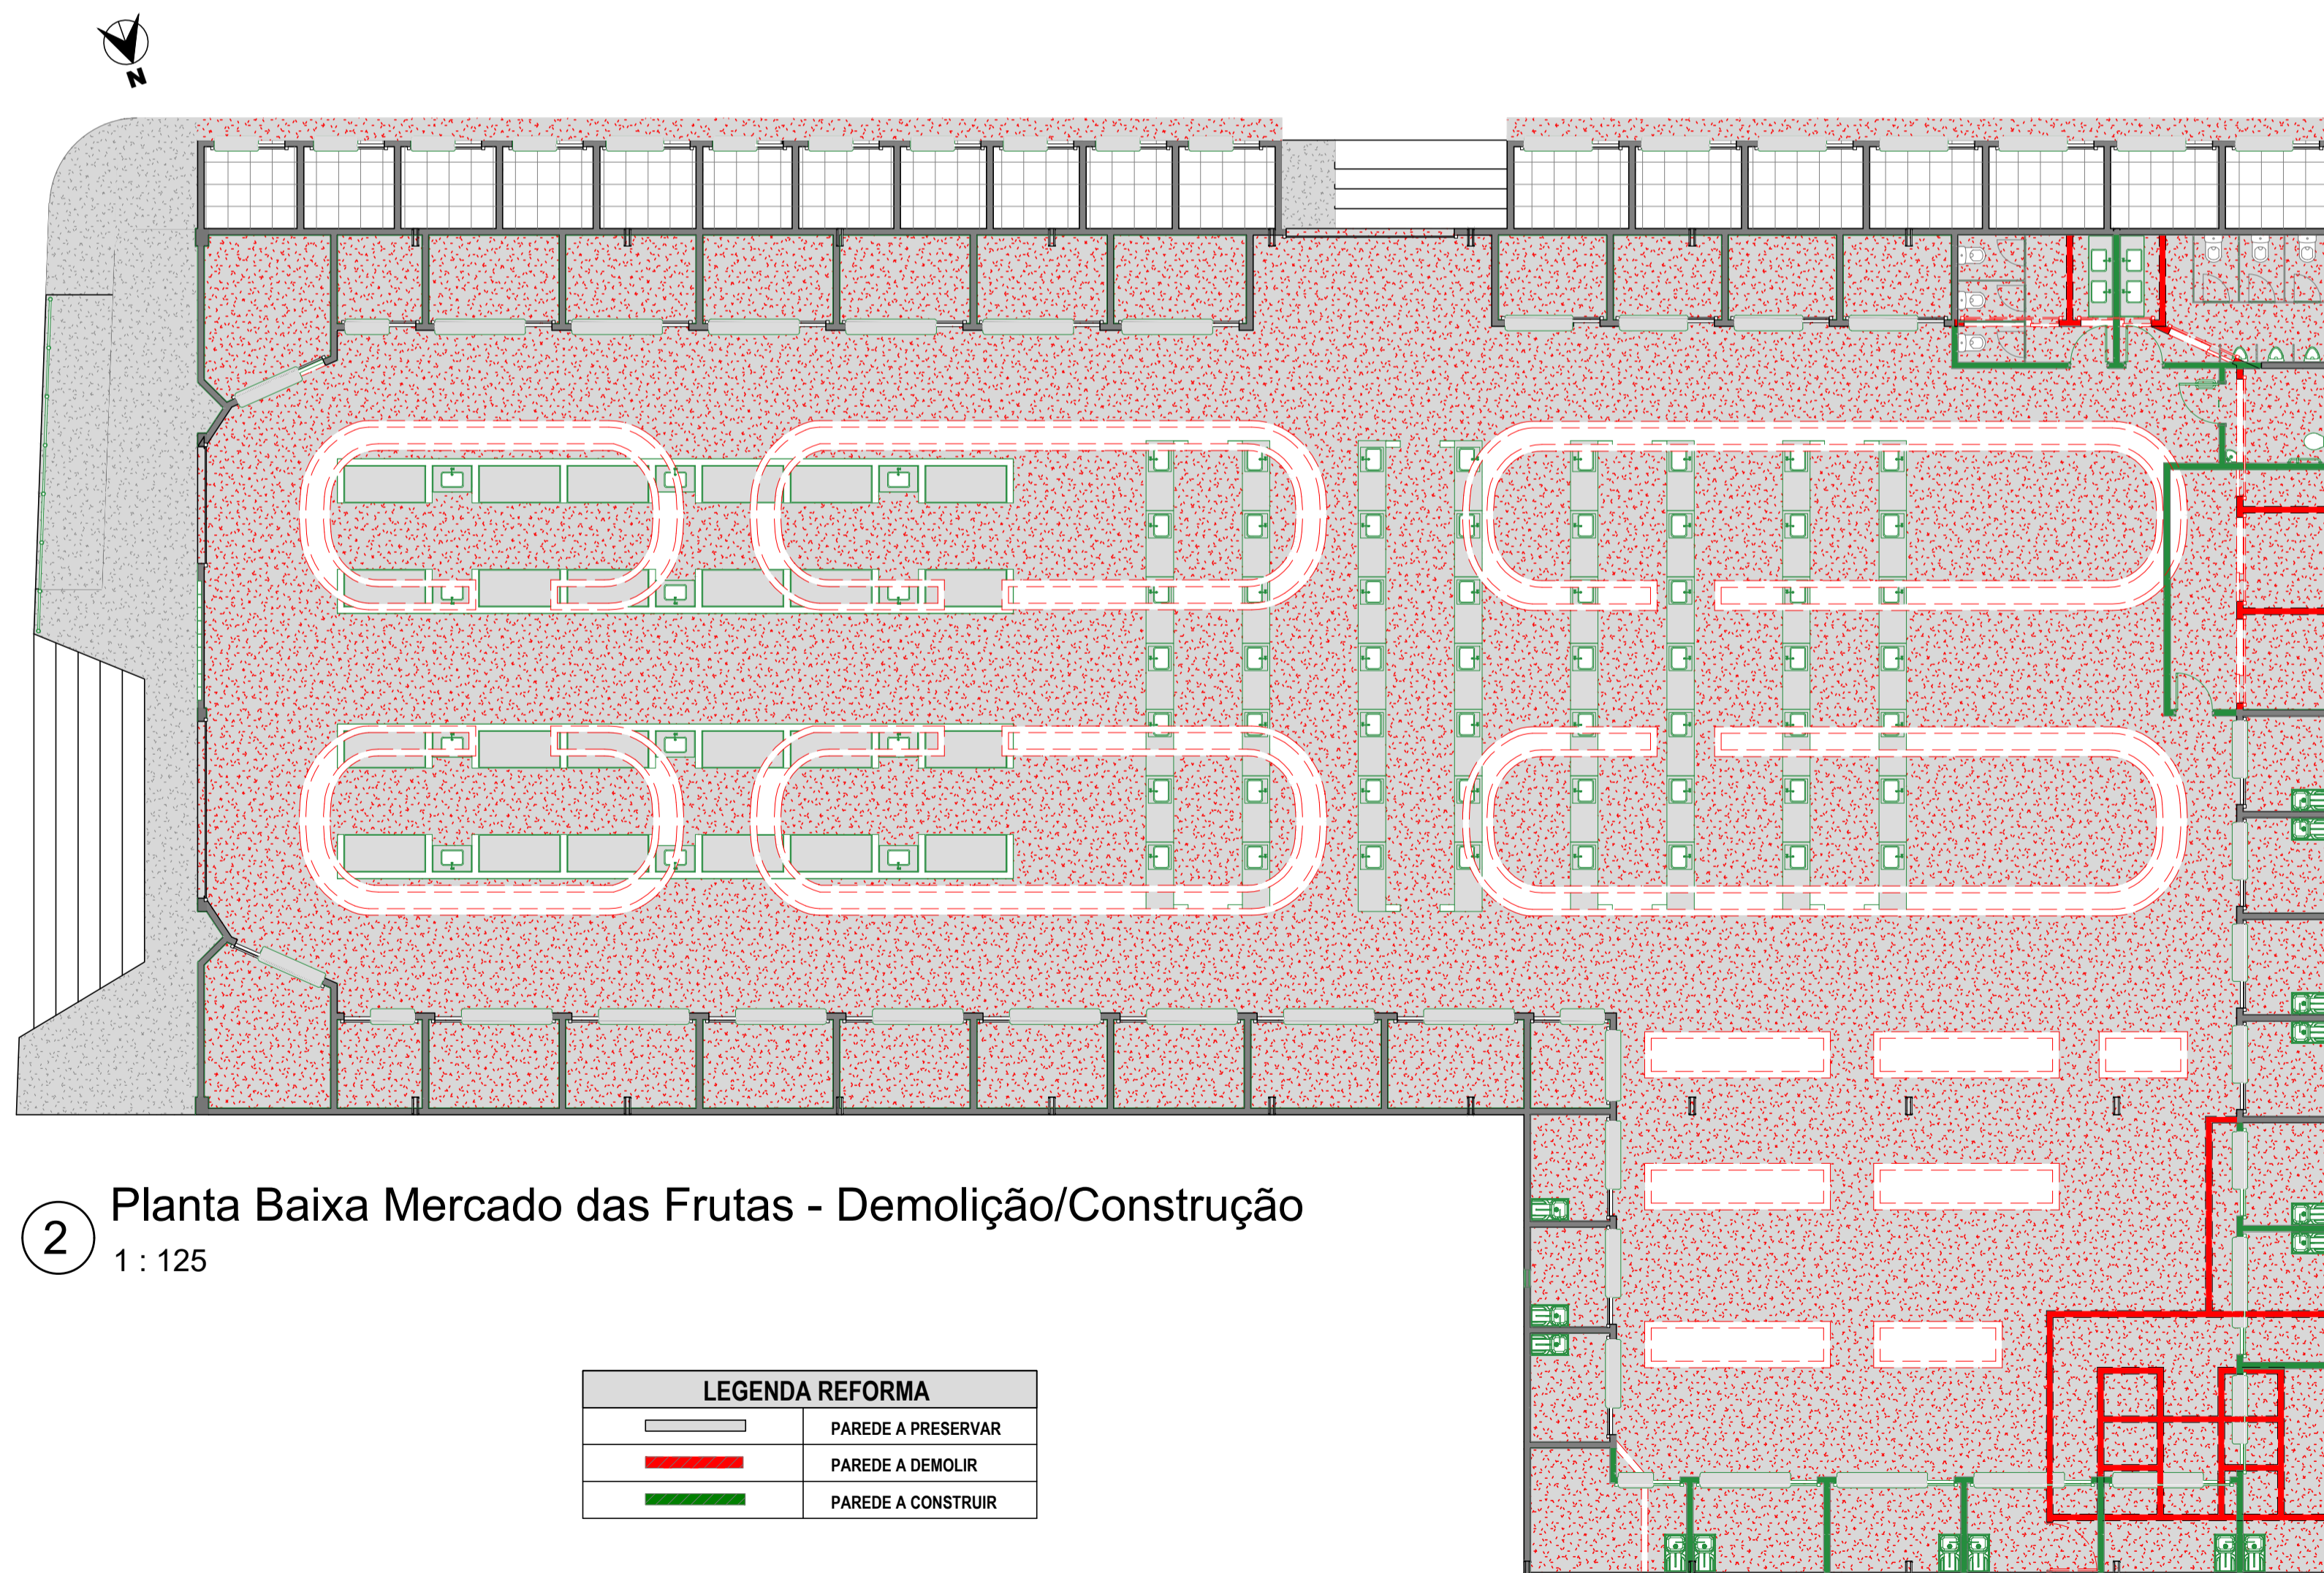 N
2
Planta Baixa Mercado das Frutas - Demolição/Construção
1 : 125
LEGENDA REFORMA
PAREDE A PRESERVAR
PAREDE A DEMOLIR
PAREDE A CONSTRUIR